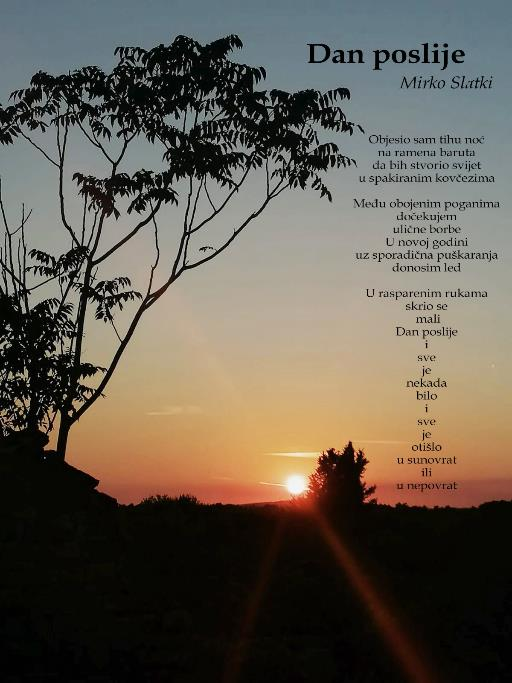 Dan poslije
Mirko Slatki
Objesio sam tihu noć
na ramena baruta
da bih stvorio svijet
u spakiranim kovčezima
Među obojenim poganima
dočekujem
ulične borbe
U novoj godini
uz sporadična puškaranja
donosim led
U rasparenim rukama
skrio se
mali
Dan poslije
i
sve
je
nekada
bilo
i
sve
je
otišlo
u sunovrat
ili
u nepovrat